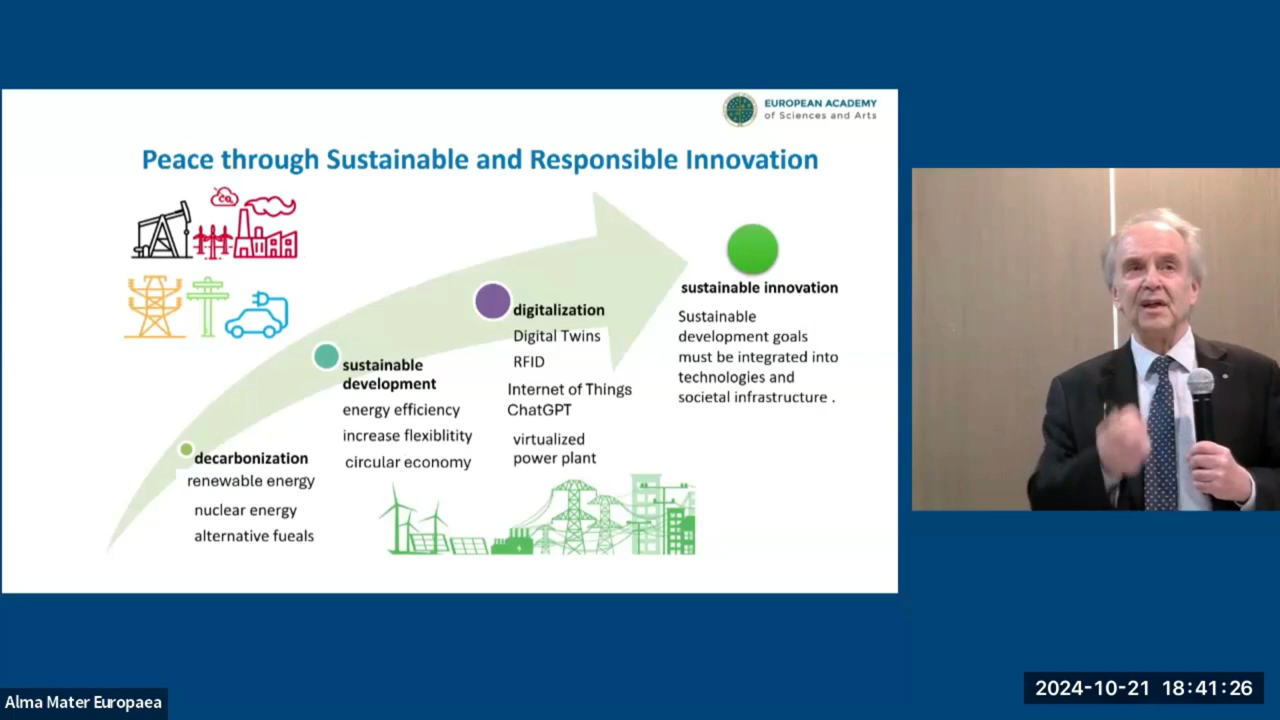 EUROPEAN ACADEMY
of Sciences and Arts
Peace through Sustainable and Responsible Innovation
CO₂
sustainable innovation
Sustainable
development goals
must be integrated into
technologies and
societal infrastructure .
digitalization
Digital Twins
RFID
Internet of Things
ChatGPT
virtualized
power plant
sustainable
development
energy efficiency
increase flexiblitity
circular economy
decarbonization
renewable energy
nuclear energy
alternative fueals
Alma Mater Europaea
2024-10-21 18:41:26